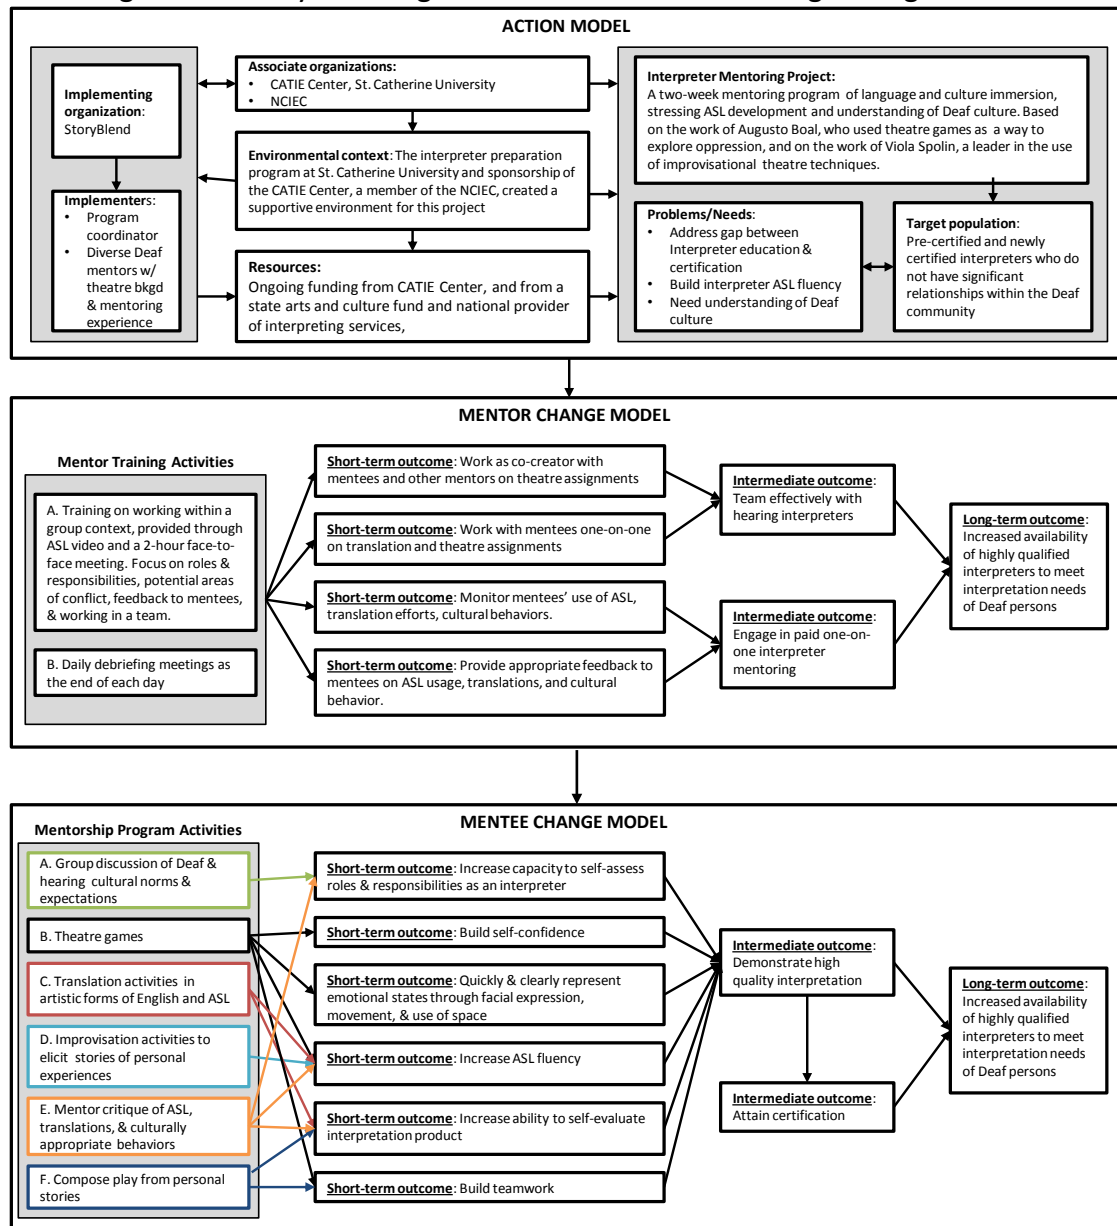 ACTION MODEL
Implementing
organization:
StoryBlend
Implementers:
• Program
coordinator
• Diverse Deaf
mentors w/
theatre bkgd
& mentoring
experience
Associate organizations:
• CATIE Center, St. Catherine University
• NCIEC
Environmental context: The interpreter preparation
program at St. Catherine University and sponsorship of
the CATIE Center, a member of the NCIEC, created a
supportive environment for this project
Resources:
Ongoing funding from CATIE Center, and from a
state arts and culture fund and national provider
of interpreting services,
Interpreter Mentoring Project:
A two-week mentoring program of language and culture immersion,
stressing ASL development and understanding of Deaf culture. Based
on the work of Augusto Boal, who used theatre games as a way to
explore oppression, and on the work of Viola Spolin, a leader in the use
of improvisational theatre techniques.
Problems/Needs:
• Address gap between
Interpreter education &
certification
• Build interpreter ASL fluency
• Need understanding of Deaf
culture
Target population:
Pre-certified and newly
certified interpreters who do
not have significant
relationships within the Deaf
community
MENTOR CHANGE MODEL
Mentor Training Activities
A. Training on working within a
group context, provided through
ASL video and a 2-hour face-to-
face meeting. Focus on roles &
responsibilities, potential areas
of conflict, feedback to mentees,
& working in a team.
B. Daily debriefing meetings as
the end of each day
Short-term outcome: Work as co-creator with
mentees and other mentors on theatre assignments
Short-term outcome: Work with mentees one-on-one
on translation and theatre assignments
Short-term outcome: Monitor mentees’ use of ASL,
translation efforts, cultural behaviors.
Short-term outcome: Provide appropriate feedback to
mentees on ASL usage, translations, and cultural
behavior.
Intermediate outcome:
Team effectively with
hearing interpreters
Intermediate outcome:
Engage in paid one-on-
one interpreter
mentoring
Long-term outcome:
Increased availability
of highly qualified
interpreters to meet
interpretation needs
of Deaf persons
MENTEE CHANGE MODEL
Mentorship Program Activities
A. Group discussion of Deaf &
hearing cultural norms &
expectations
B. Theatre games
C. Translation activities in
artistic forms of English and ASL
D. Improvisation activities to
elicit stories of personal
experiences
E. Mentor critique of ASL,
translations, & culturally
appropriate behaviors
F. Compose play from personal
stories
Short-term outcome: Increase capacity to self-assess
roles & responsibilities as an interpreter
Short-term outcome: Build self-confidence
Short-term outcome: Quickly & clearly represent
emotional states through facial expression,
movement, & use of space
Short-term outcome: Increase ASL fluency
Short-term outcome: Increase ability to self-evaluate
interpretation product
Short-term outcome: Build teamwork
Intermediate outcome:
Demonstrate high
quality interpretation
Intermediate outcome:
Attain certification
Long-term outcome:
Increased availability
of highly qualified
interpreters to meet
interpretation needs
of Deaf persons